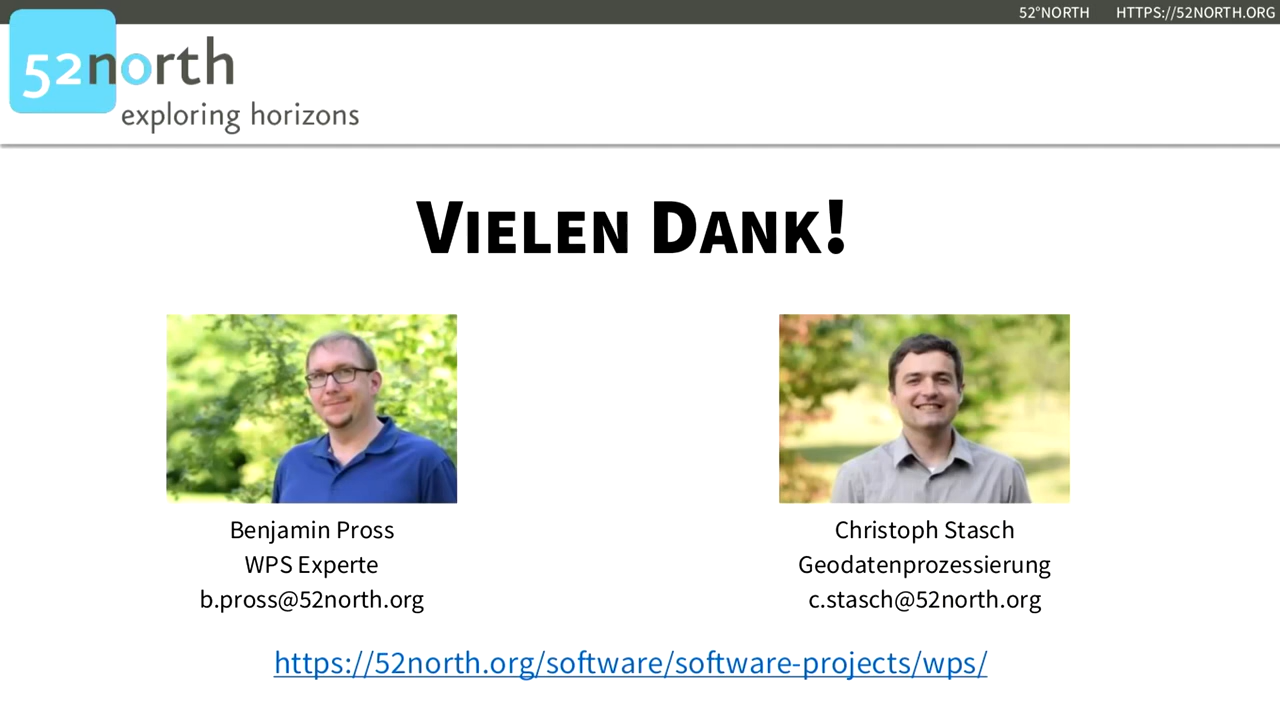 52°NORTH HTTPS://52NORTH.ORG
52north
exploring horizons
VIELEN DANK!
Benjamin Pross
WPS Experte
b.pross@52north.org
Christoph Stasch
Geodatenprozessierung
c.stasch@52north.org
https://52north.org/software/software-projects/wps/